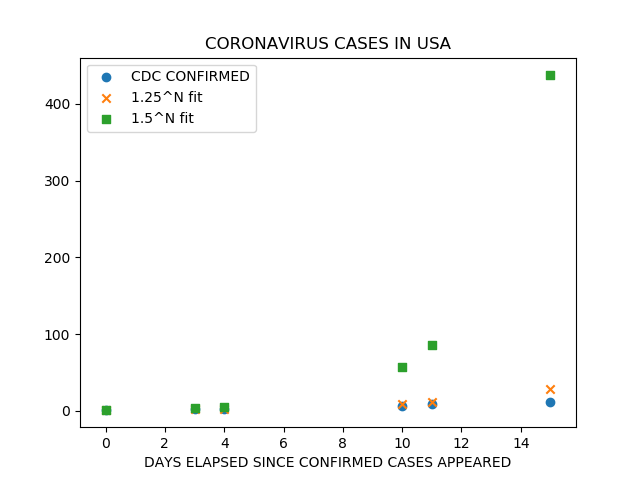 CORONAVIRUS CASES IN USA
CDC CONFIRMED
1.25^N fit
1.5^N fit
400
300
200
100
0
0 2 4 6 8 10 12 14
DAYS ELAPSED SINCE CONFIRMED CASES APPEARED